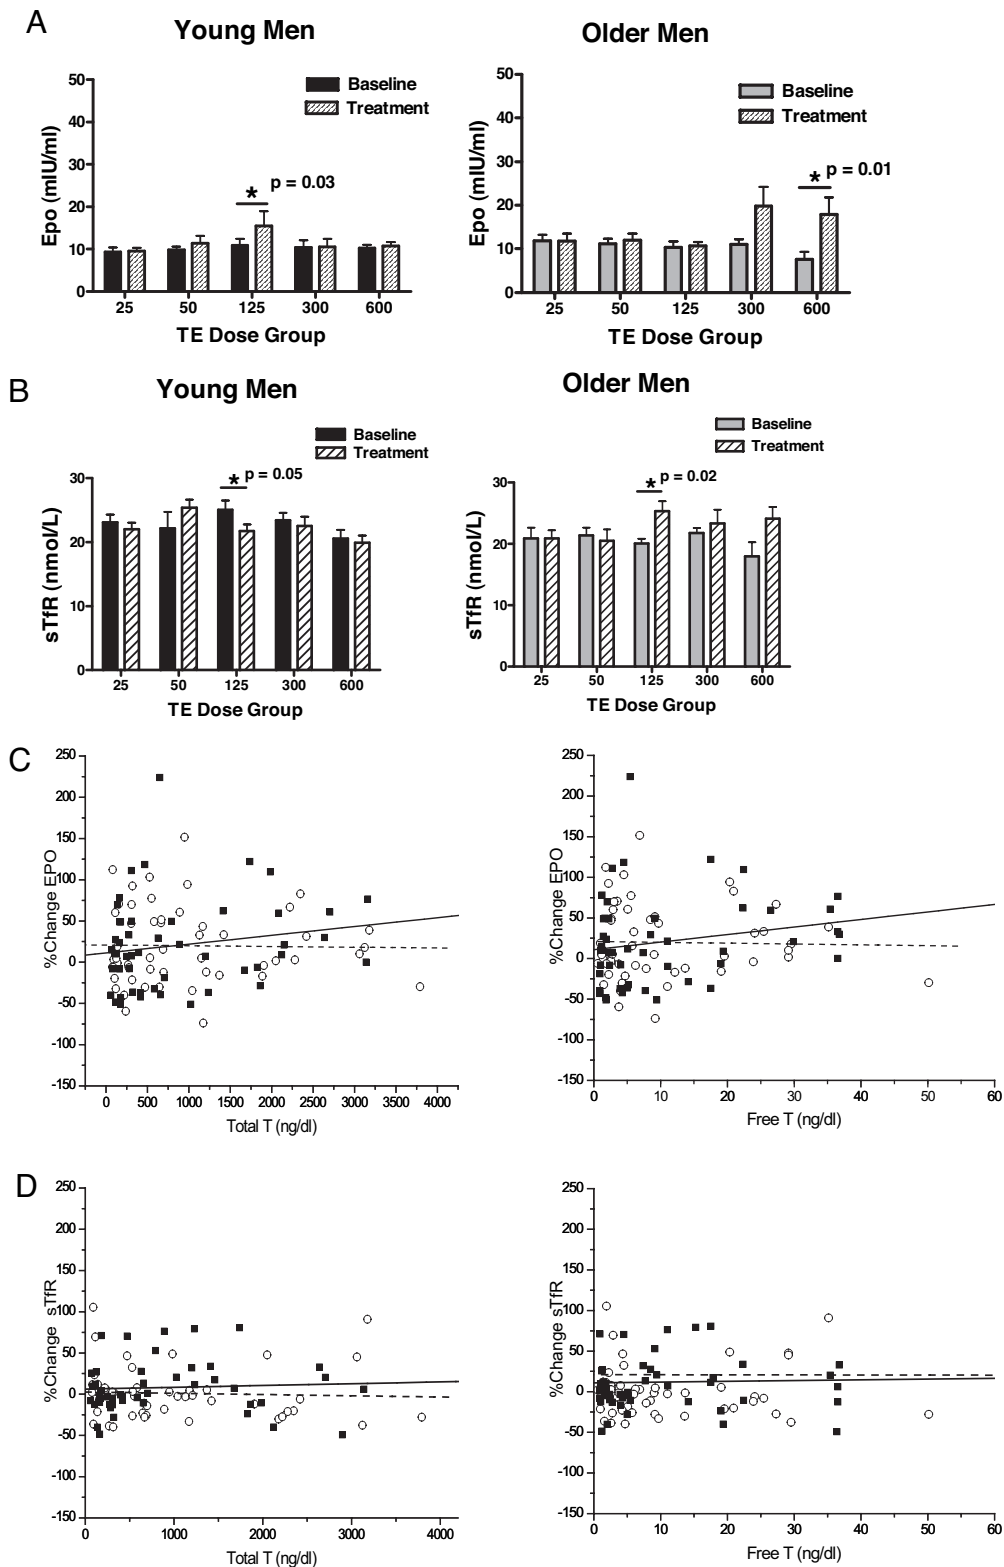 A
Young Men
Older Men
Baseline
Treatment
Epo (mIU/ml)
50
40
30
20
10
0
* p = 0.03
25 50 125 300 600
TE Dose Group
Baseline
Treatment
Epo (mIU/ml)
50
40
30
20
10
0
* p = 0.01
25 50 125 300 600
TE Dose Group
B
Young Men
Older Men
Baseline
Treatment
sTfR (nmol/L)
30
20
10
0
* p = 0.05
25 50 125 300 600
TE Dose Group
Baseline
Treatment
sTfR (nmol/L)
30
20
10
0
* p = 0.02
25 50 125 300 600
TE Dose Group
C
%Change EPO
250
200
150
100
50
0
-50
-100
-150
0 500 1000 1500 2000 2500 3000 3500 4000
Total T (ng/dl)
%Change EPO
250
200
150
100
50
0
-50
-100
-150
0 10 20 30 40 50 60
Free T (ng/dl)
D
%Change sTfR
250
200
150
100
50
0
-50
-100
-150
0 1000 2000 3000 4000
Total T (ng/dl)
%Change sTfR
250
200
150
100
50
0
-50
-100
-150
0 10 20 30 40 50 60
Free T (ng/dl)